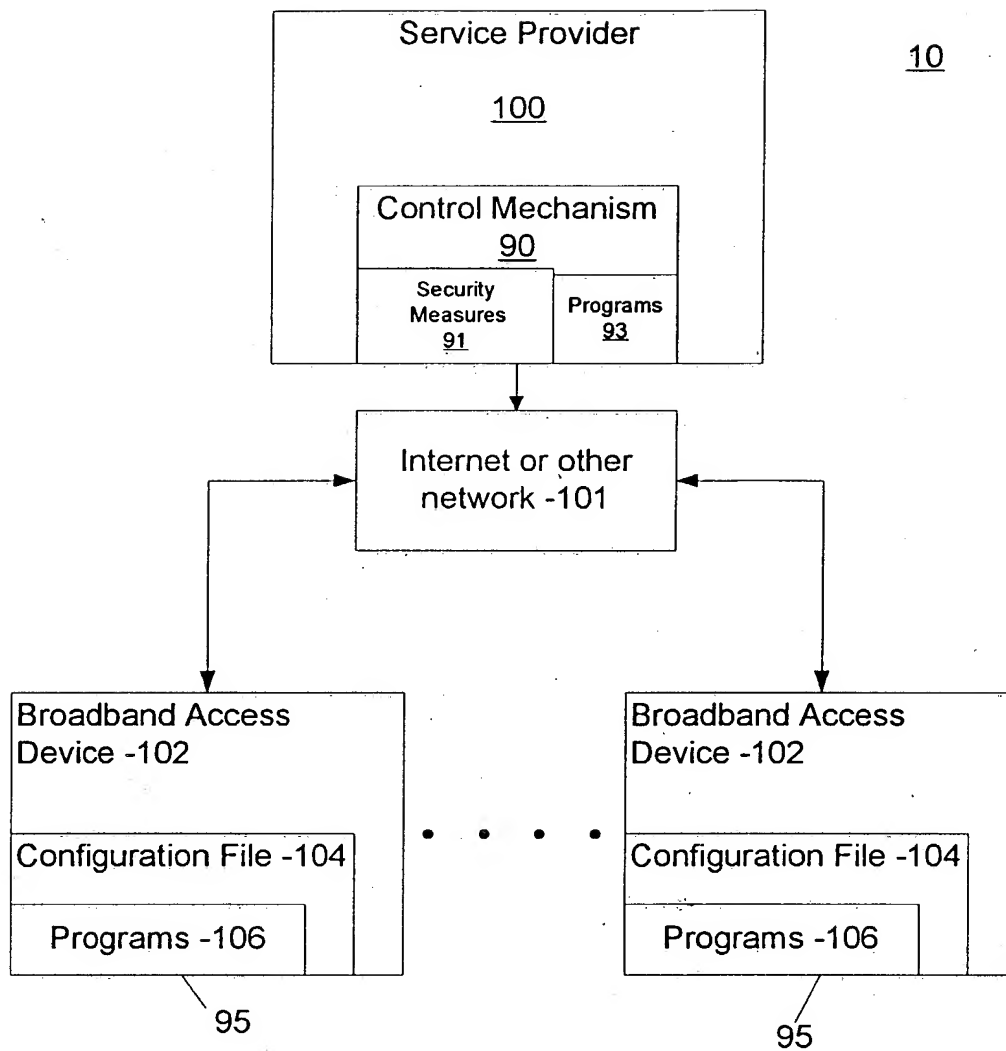 Service Provider
10
100
Control Mechanism
90
Security
Measures
91
Programs
93
Internet or other
network -101
Broadband Access
Device -102
Configuration File -104
Programs -106
95
Broadband Access
Device -102
Configuration File -104
Programs -106
95